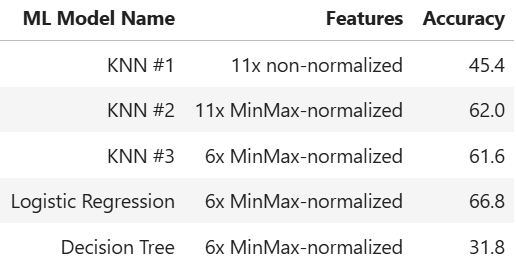 ML Model Name Features Accuracy
KNN #1 11x non-normalized 45.4
KNN #2 11x MinMax-normalized 62.0
KNN #3 6x MinMax-normalized 61.6
Logistic Regression 6x MinMax-normalized 66.8
Decision Tree 6x MinMax-normalized 31.8